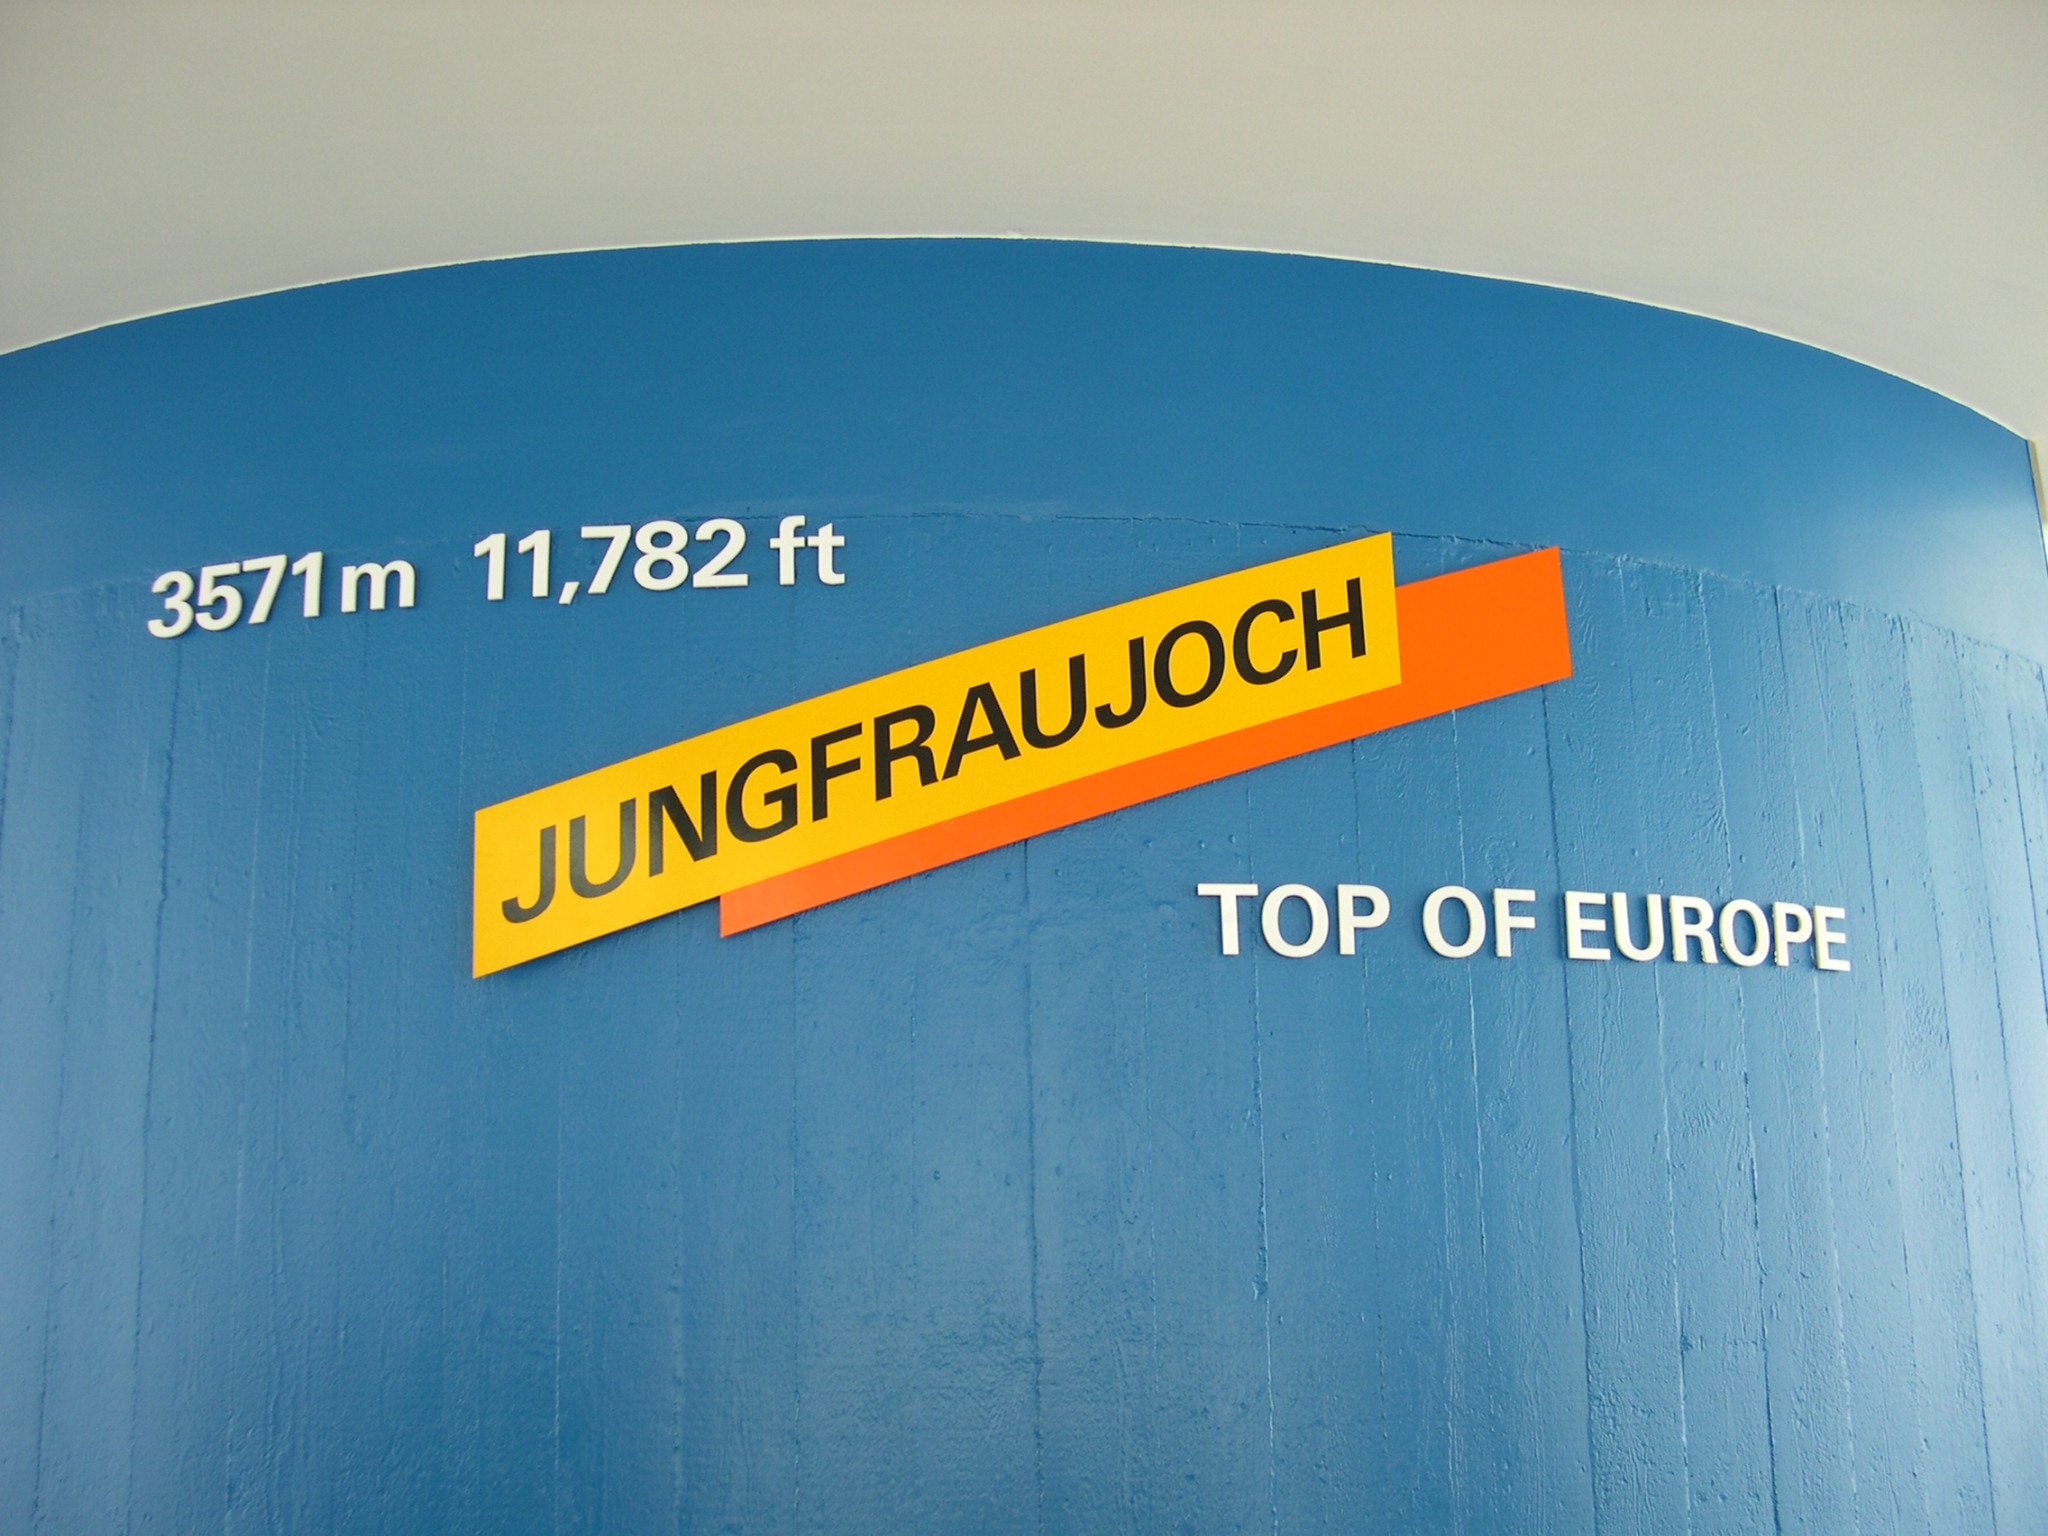 3571m 11,782 ft
JUNGFRAUJOCH
TOP OF EUROPE